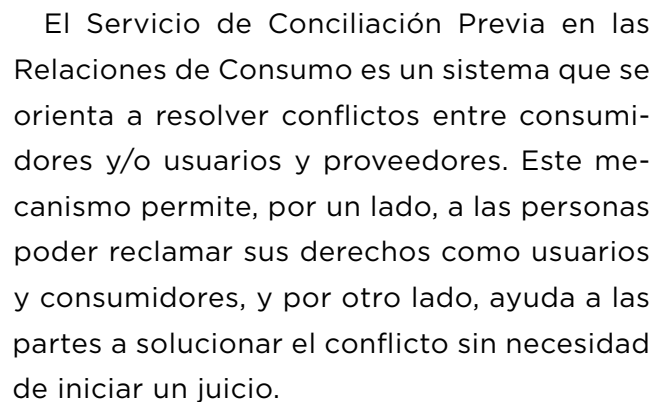 El Servicio de Conciliación Previa en las
Relaciones de Consumo es un sistema que se
orienta a resolver conflictos entre consumi-
dores y/o usuarios y proveedores. Este me-
canismo permite, por un lado, a las personas
poder reclamar sus derechos como usuarios
y consumidores, y por otro lado, ayuda a las
partes a solucionar el conflicto sin necesidad
de iniciar un juicio.